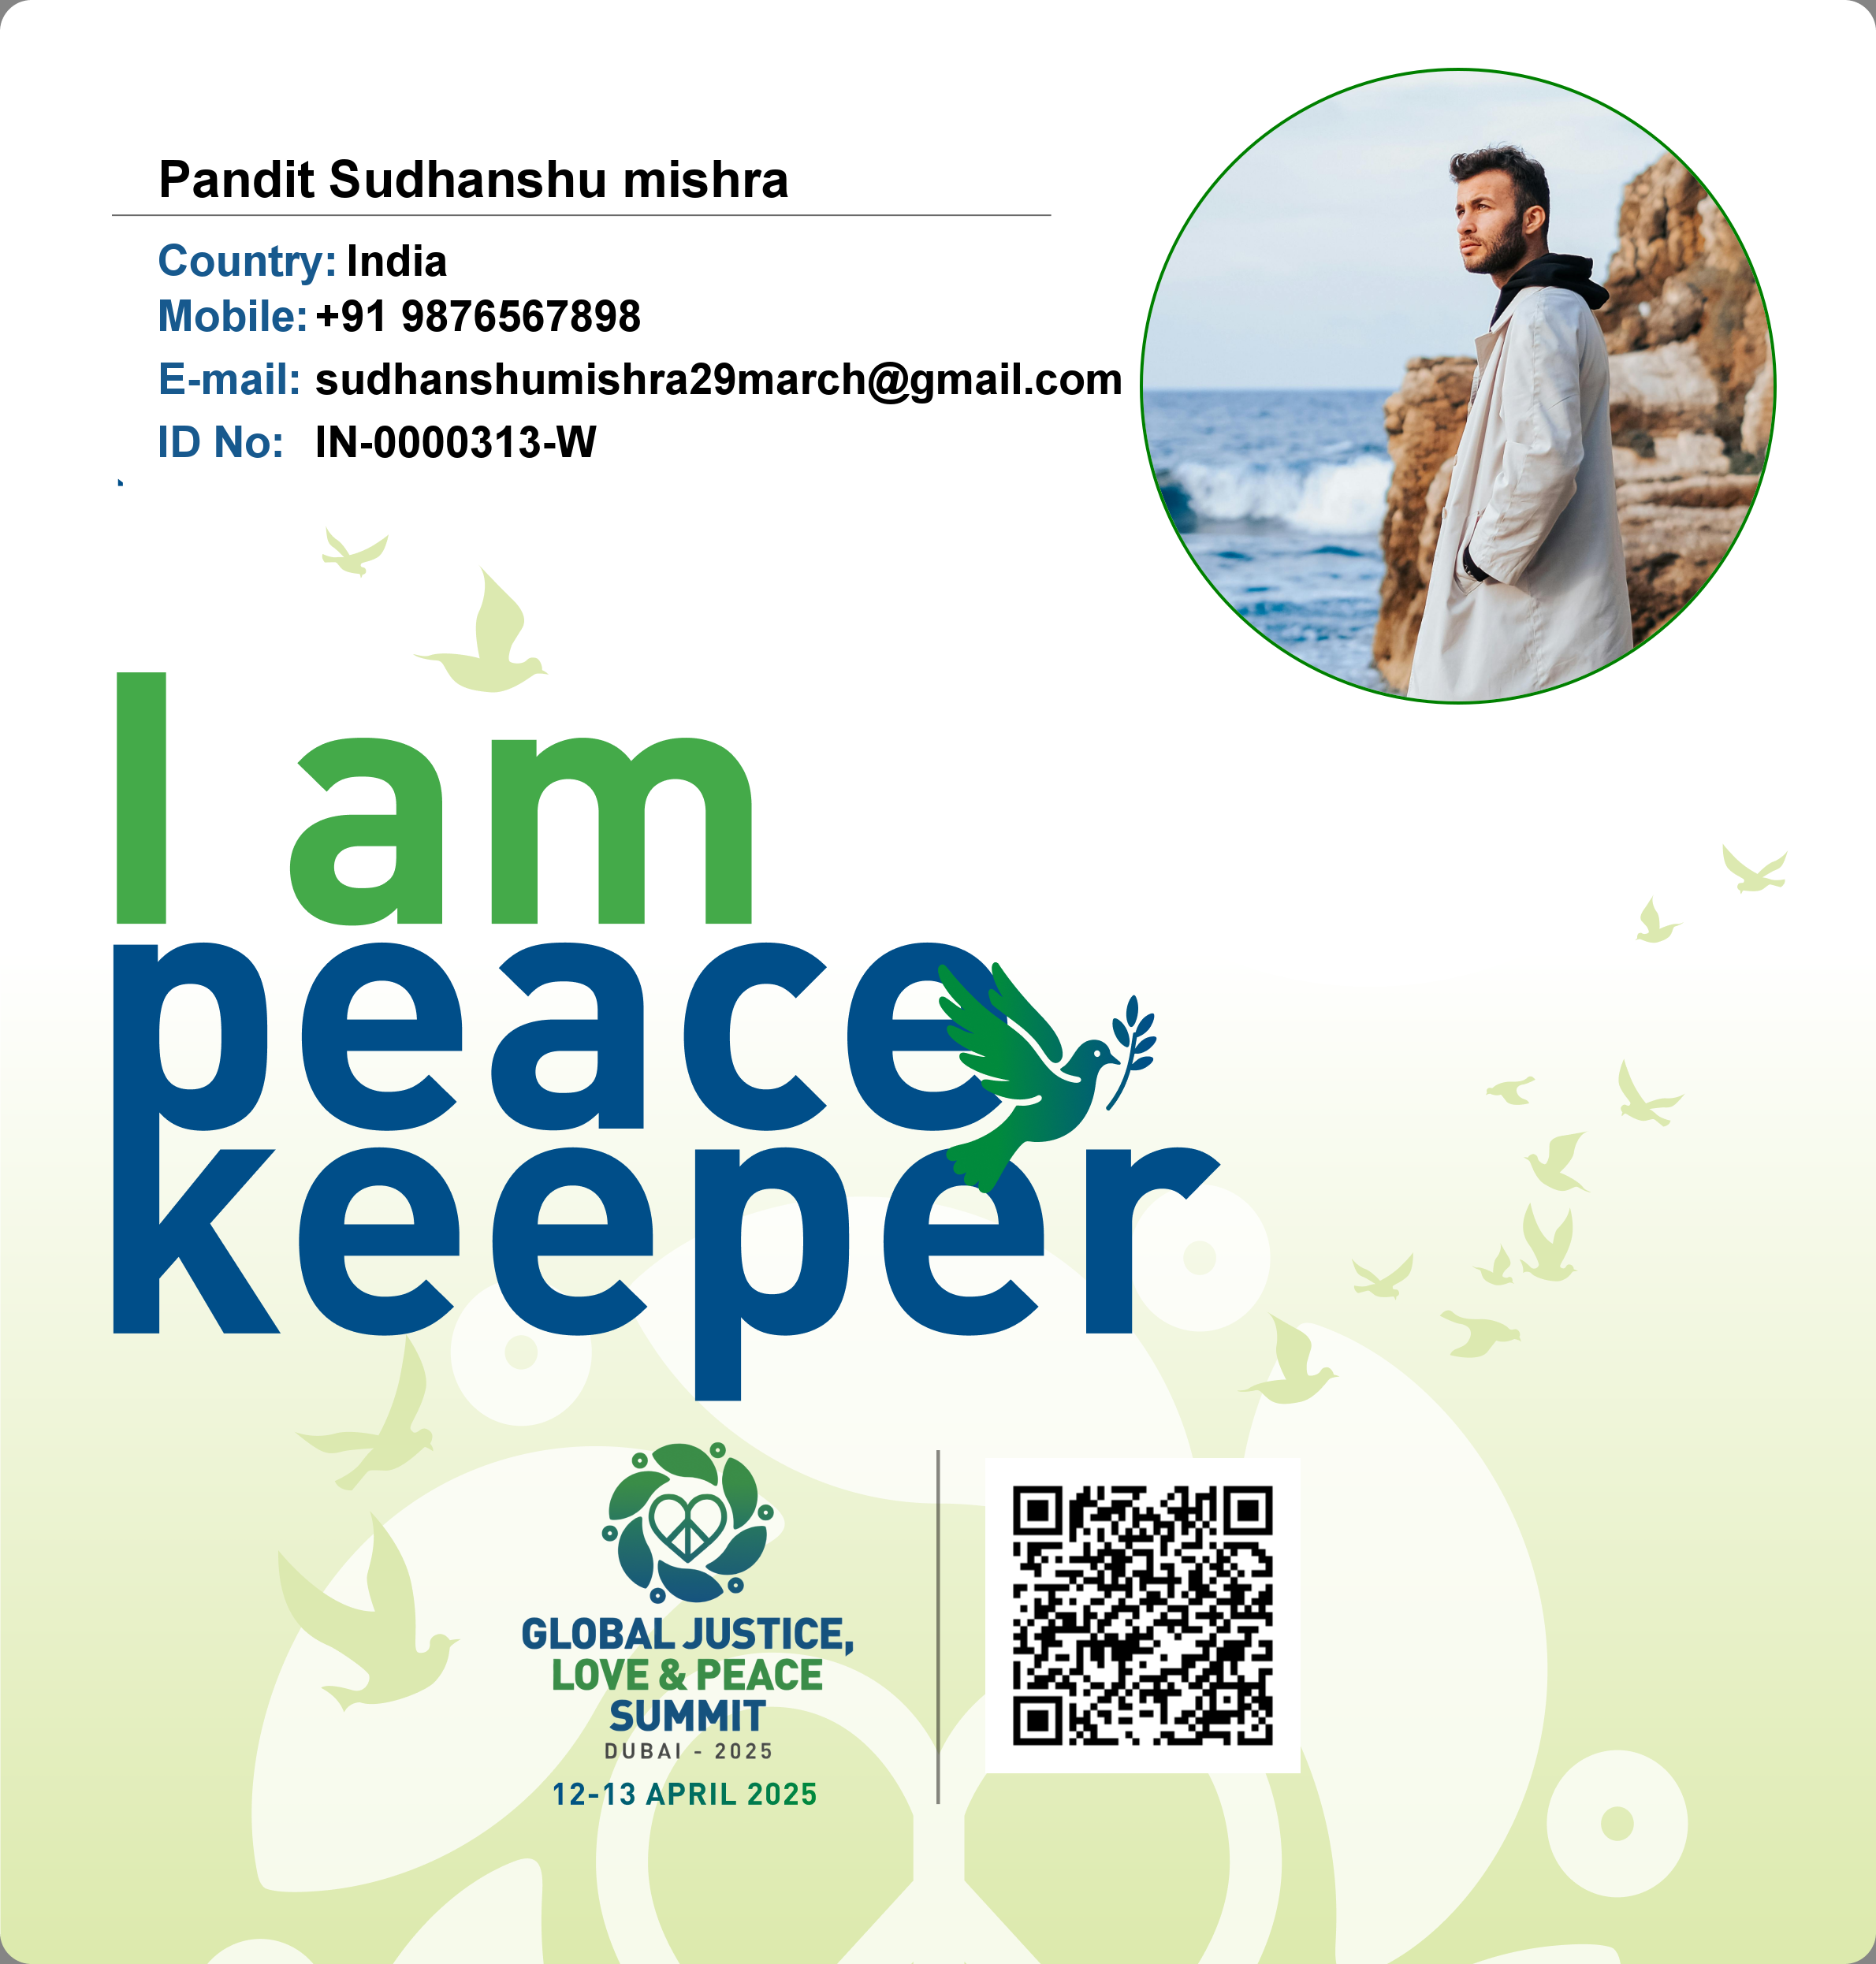 Pandit Sudhanshu mishra
Country: India
Mobile: +91 9876567898
E-mail: sudhanshumishra29march@gmail.com
ID No: IN-0000313-W
I am
peace
keeper
GLOBAL JUSTICE,
LOVE & PEACE
SUMMIT
DUBAI - 2025
12-13 APRIL 2025